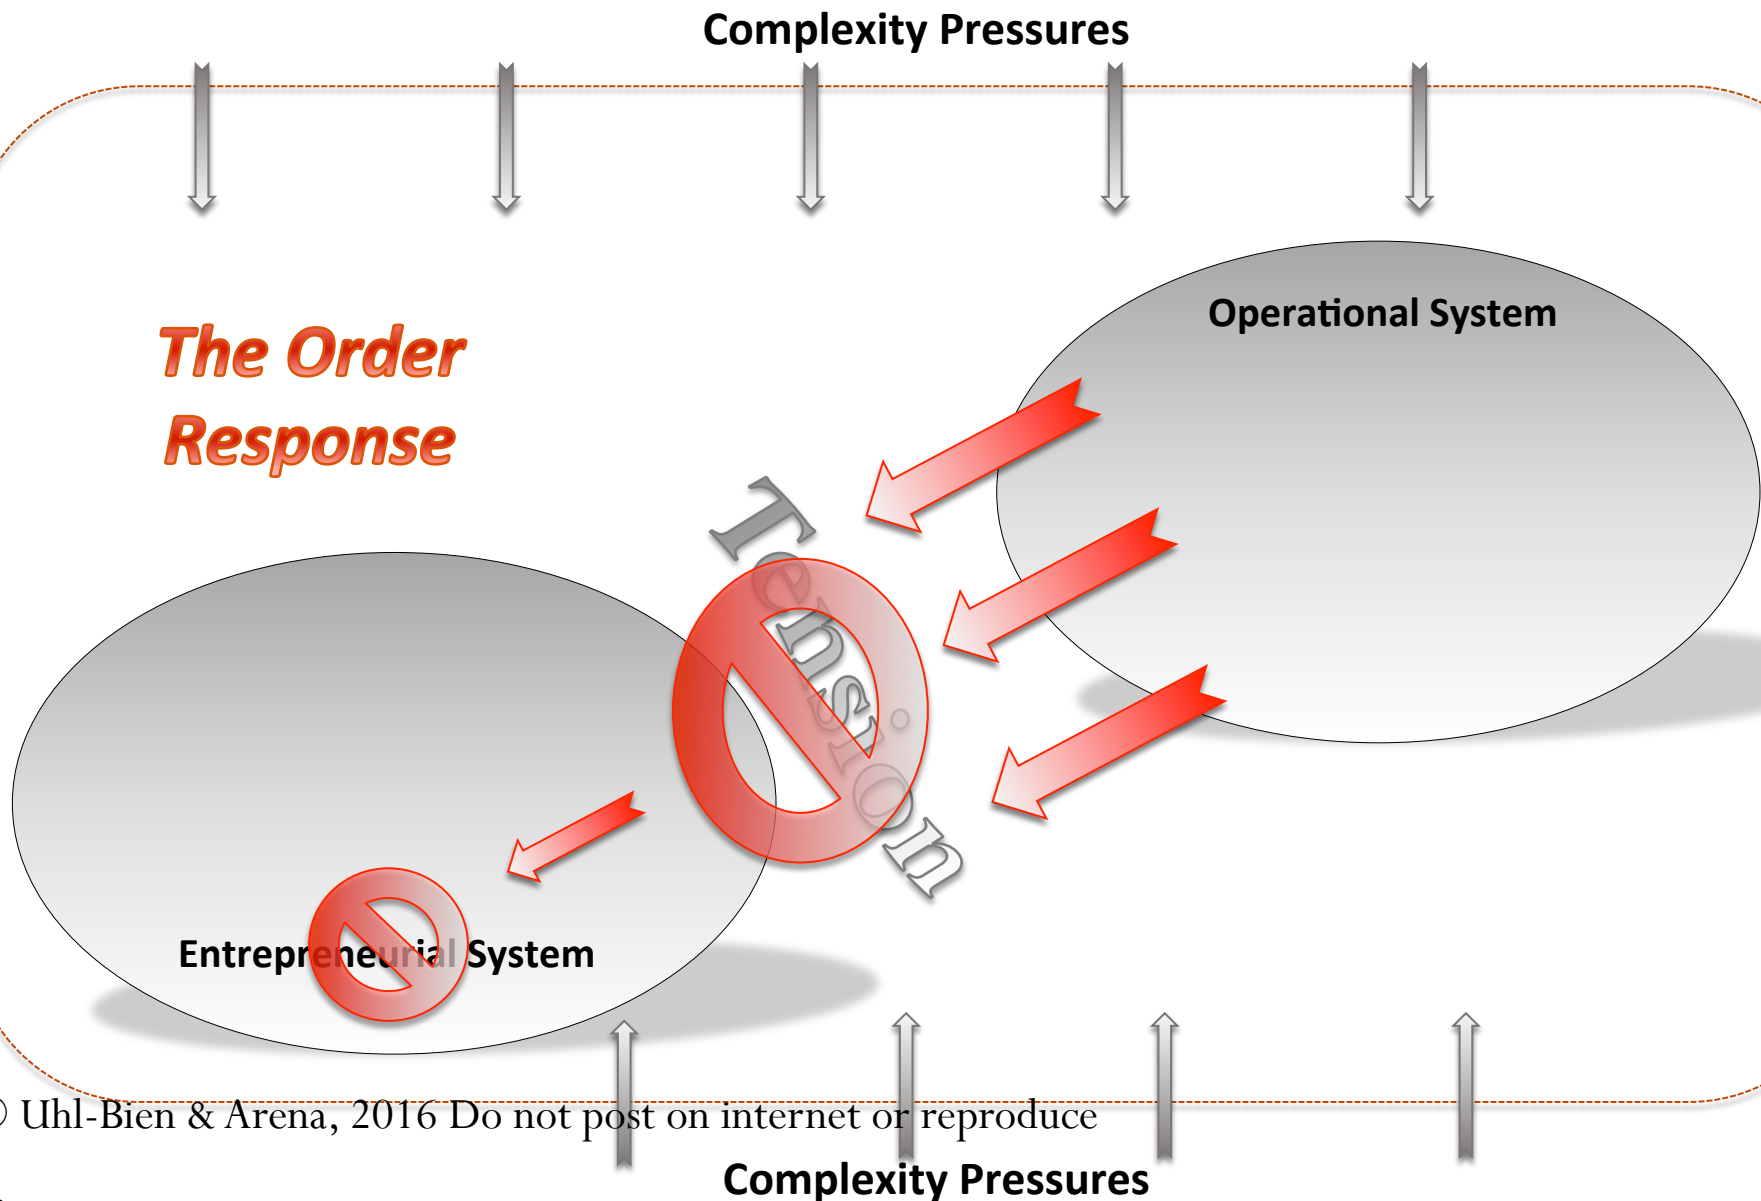 Complexity Pressures
Operational System
The Order
Response
Tension
Entrepreneurial System
© Uhl-Bien & Arena, 2016 Do not post on internet or reproduce
Complexity Pressures